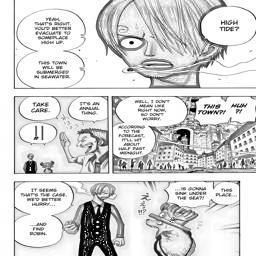 HIGH
TIDE?
YEAH,
THAT'S RIGHT.
YOU'D BETTER
EVACUATE TO
SOMEPLACE
HIGH UP.
THIS TOWN
WILL BE
SUBMERGED IN
SEAWATER.
HUH
?!
THIS
TOWN?!
WELL, I DON'T
MEAN LIKE
RIGHT NOW,
SO DON'T
WORRY.
ACCORDING
TO THE
FORECAST,
IT'LL HIT
ABOUT HALF
PAST MIDNIGHT
IT'S AN
ANNUAL
THING.
TAKE
CARE.
THIS
PLACE...
...IS GONNA
SINK UNDER
THE SEA?!
IT SEEMS
THAT'S THE
CASE. WE'D
BETTER
HURRY...
...AND
FIND
ROBIN.